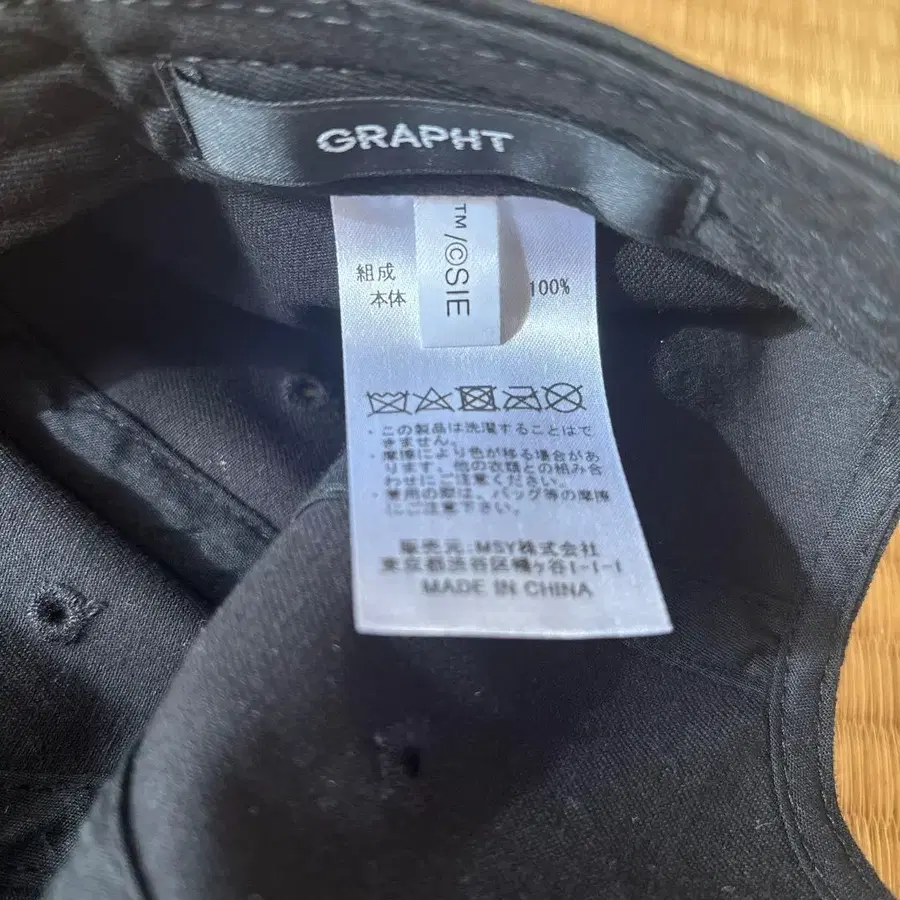 GRAPHT
™/©SIE
組成
本体 100%
・この製品は洗濯することはで
きません。
・摩擦により色が移る場合があ
ります。他の衣類との組み合
わせにご注意ください。
・着用の際は、バッグ等の摩擦
にご注意下さい。
販売元:MSY株式会社
東京都渋谷区幡ヶ谷1-1-1
MADE IN CHINA